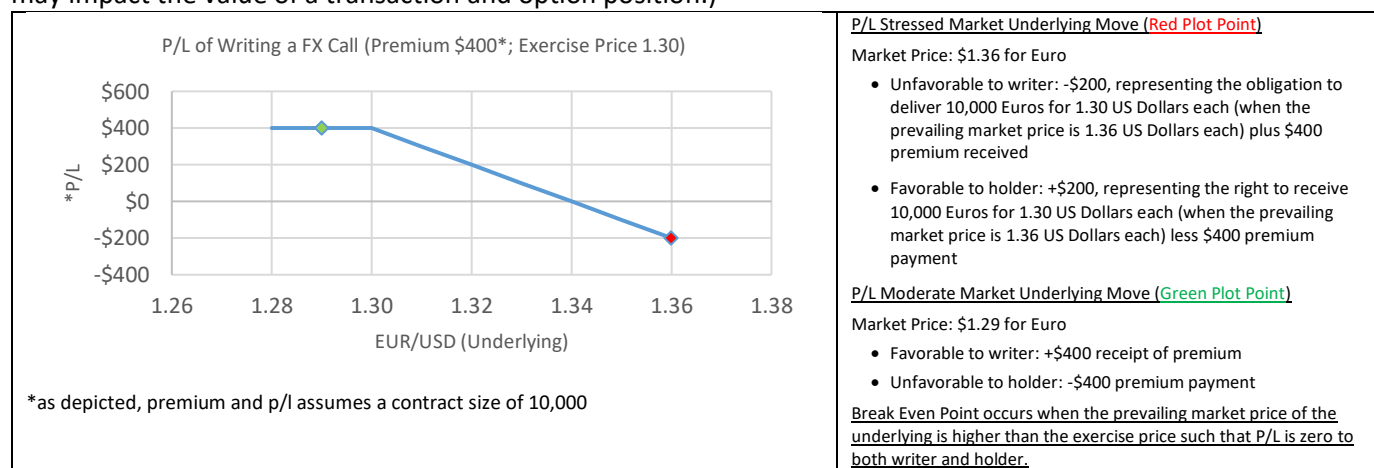 may impact the value of a transaction and option position.)
P/L of Writing a FX Call (Premium $400*; Exercise Price 1.30)
$600
$400
$200
$0
-$200
-$400
*P/L
1.26 1.28 1.30 1.32 1.34 1.36 1.38
EUR/USD (Underlying)
*as depicted, premium and p/l assumes a contract size of 10,000
P/L Stressed Market Underlying Move (Red Plot Point)
Market Price: $1.36 for Euro
• Unfavorable to writer: -$200, representing the obligation to
deliver 10,000 Euros for 1.30 US Dollars each (when the
prevailing market price is 1.36 US Dollars each) plus $400
premium received
• Favorable to holder: +$200, representing the right to receive
10,000 Euros for 1.30 US Dollars each (when the prevailing
market price is 1.36 US Dollars each) less $400 premium
payment
P/L Moderate Market Underlying Move (Green Plot Point)
Market Price: $1.29 for Euro
• Favorable to writer: +$400 receipt of premium
• Unfavorable to holder: -$400 premium payment
Break Even Point occurs when the prevailing market price of the
underlying is higher than the exercise price such that P/L is zero to
both writer and holder.